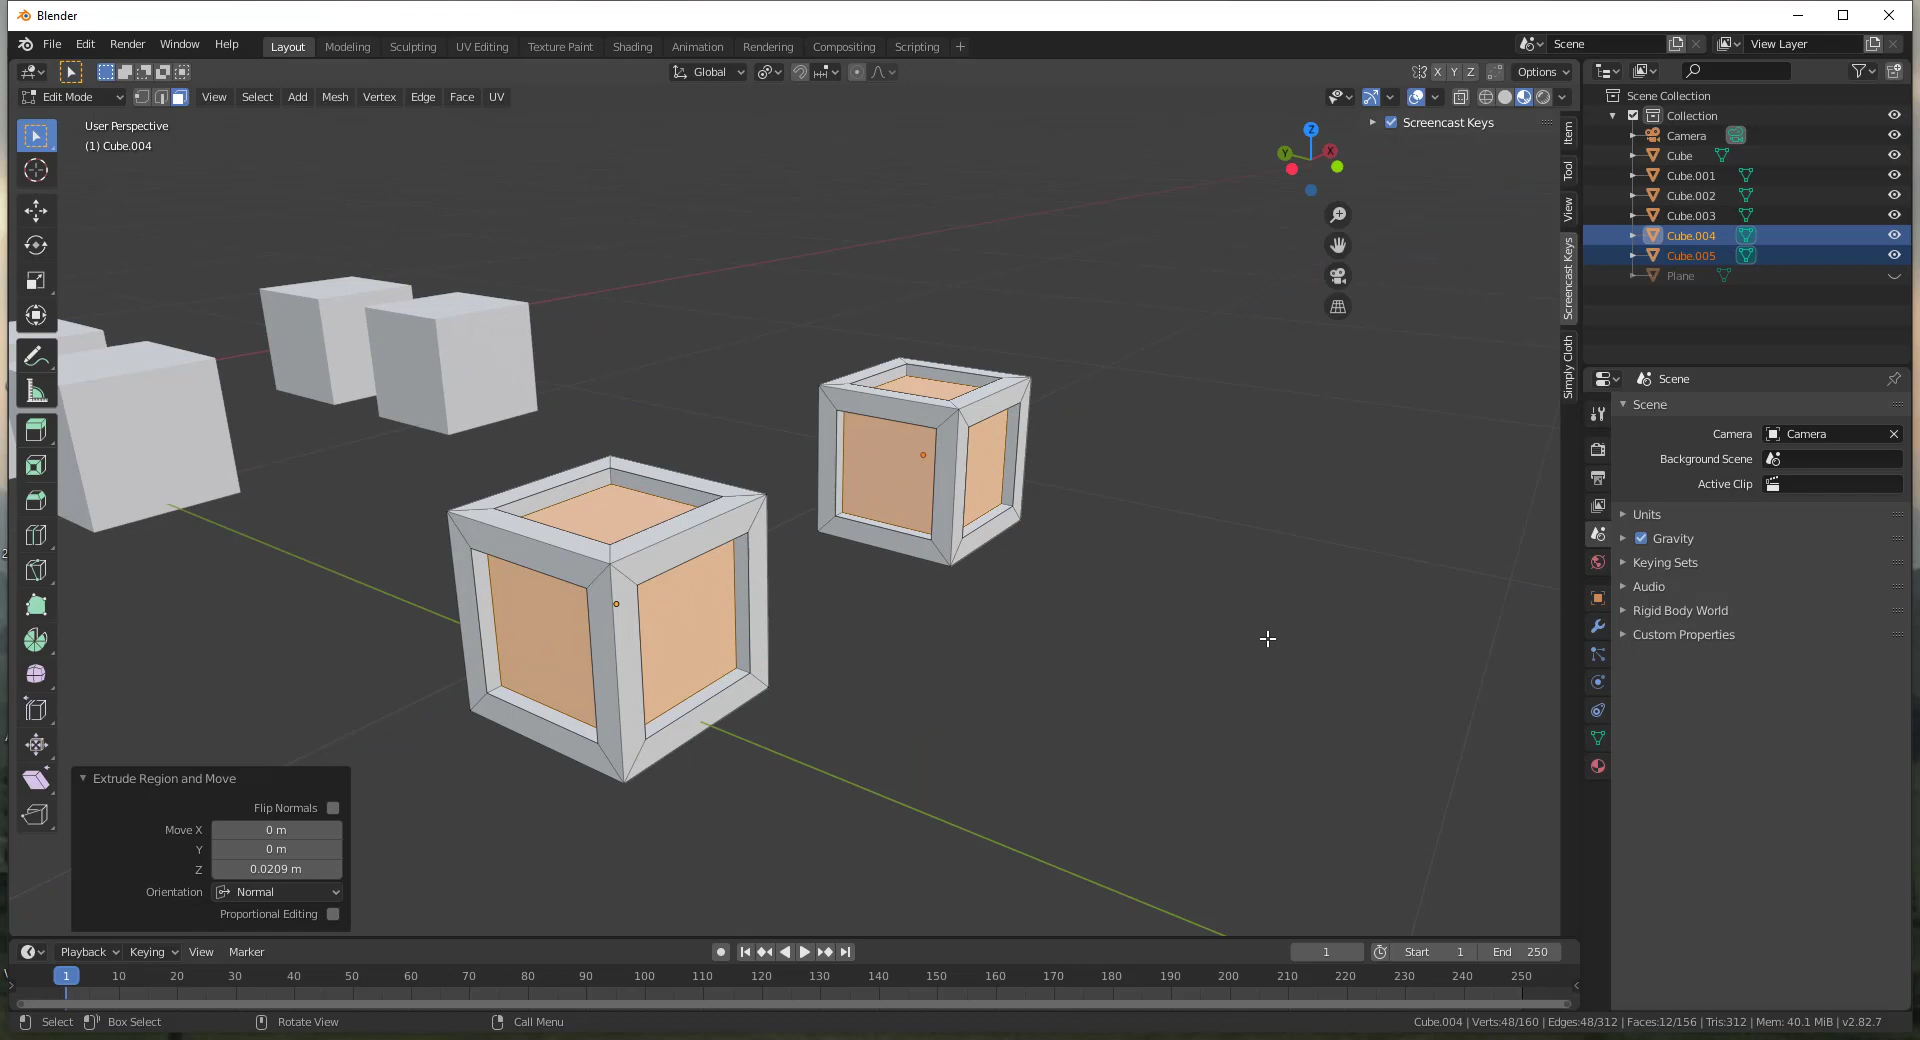 Blender
File Edit Render Window Help
Layout Modeling Sculpting UV Editing Texture Paint Shading Animation Rendering Compositing Scripting +
Scene
View Layer
Global
X Y Z
Options
Edit Mode View Select Add Mesh Vertex Edge Face UV
User Perspective
(1) Cube.004
Screencast Keys
Z
Y
X
Item
Tool
View
Screencast Keys
Simply Cloth
Scene Collection
Collection
Camera
Cube
Cube.001
Cube.002
Cube.003
Cube.004
Cube.005
Plane
Scene
Scene
Camera Camera
Background Scene
Active Clip
Units
Gravity
Keying Sets
Audio
Rigid Body World
Custom Properties
Extrude Region and Move
Flip Normals
Move X 0 m
Y 0 m
Z 0.0209 m
Orientation Normal
Proportional Editing
Playback Keying View Marker
1 Start 1 End 250
1 10 20 30 40 50 60 70 80 90 100 110 120 130 140 150 160 170 180 190 200 210 220 230 240 250
Select Box Select Rotate View Call Menu
Cube.004 | Verts:48/160 | Edges:48/312 | Faces:12/156 | Tris:312 | Mem: 40.1 MiB | v2.82.7